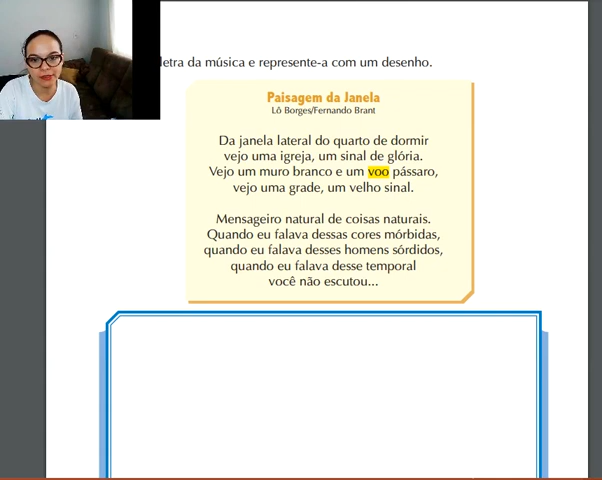 letra da música e represente-a com um desenho.
Paisagem da Janela
Lô Borges/Fernando Brant
Da janela lateral do quarto de dormir
vejo uma igreja, um sinal de glória.
Vejo um muro branco e um voo pássaro,
vejo uma grade, um velho sinal.
Mensageiro natural de coisas naturais.
Quando eu falava dessas cores mórbidas,
quando eu falava desses homens sórdidos,
quando eu falava desse temporal
você não escutou...